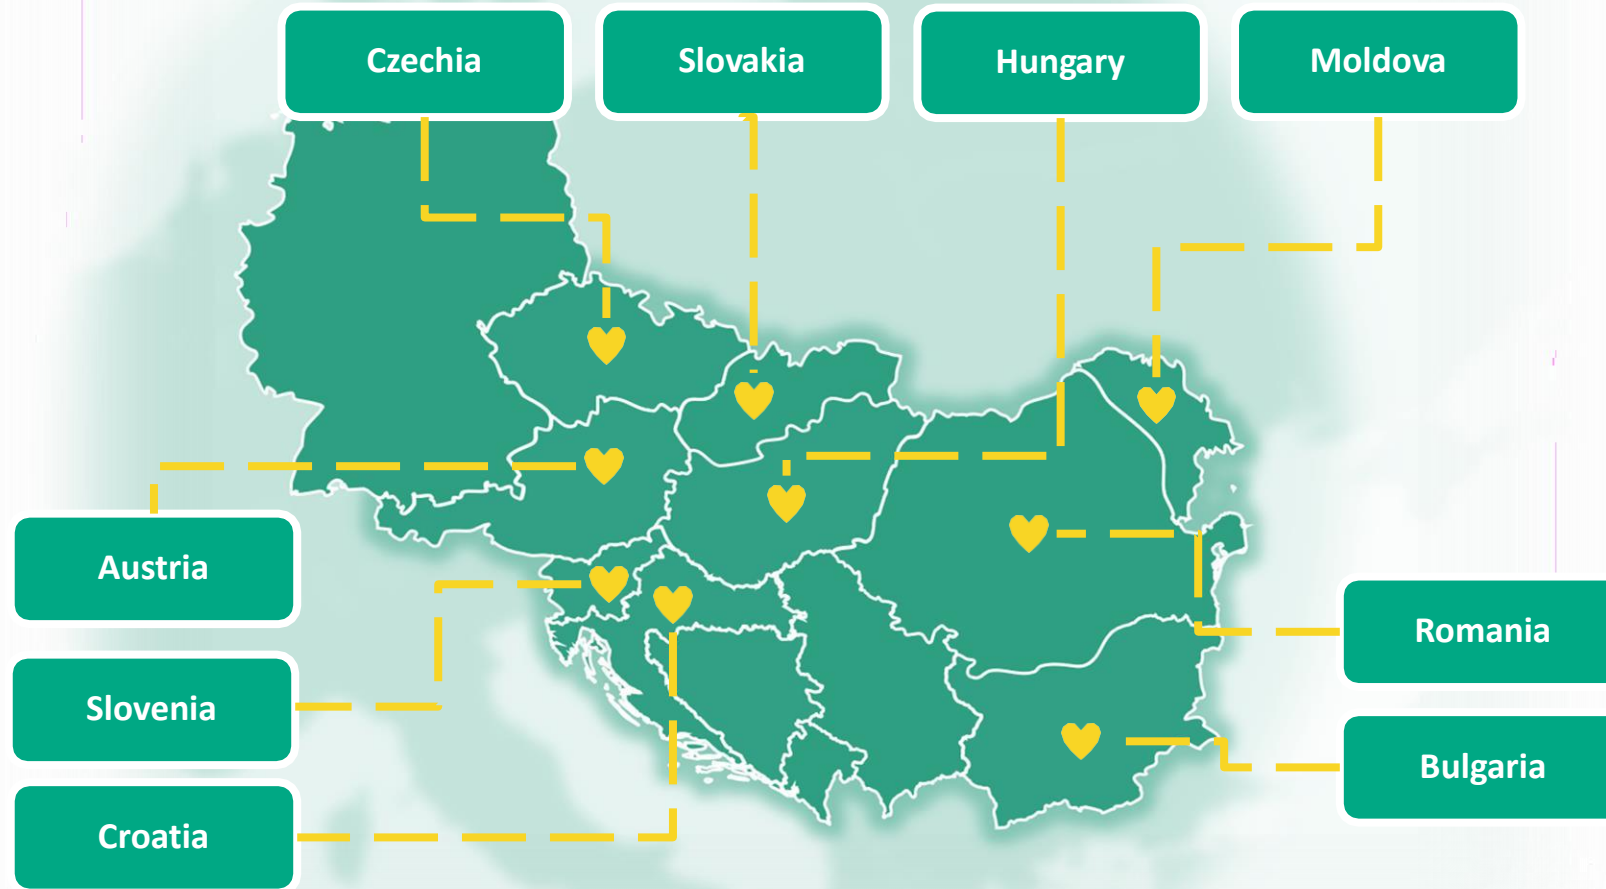 Czechia
Slovakia
Hungary
Moldova
Austria
Slovenia
Croatia
Romania
Bulgaria